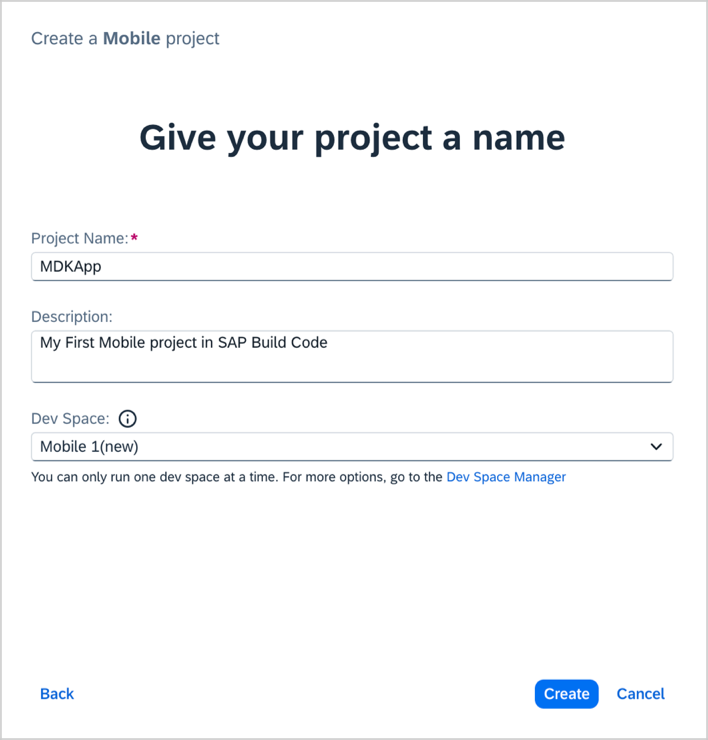 Create a Mobile project
Give your project a name
Project Name:*
MDKApp
Description:
My First Mobile project in SAP Build Code
Dev Space:
Mobile 1(new)
You can only run one dev space at a time. For more options, go to the Dev Space Manager
Back Create Cancel